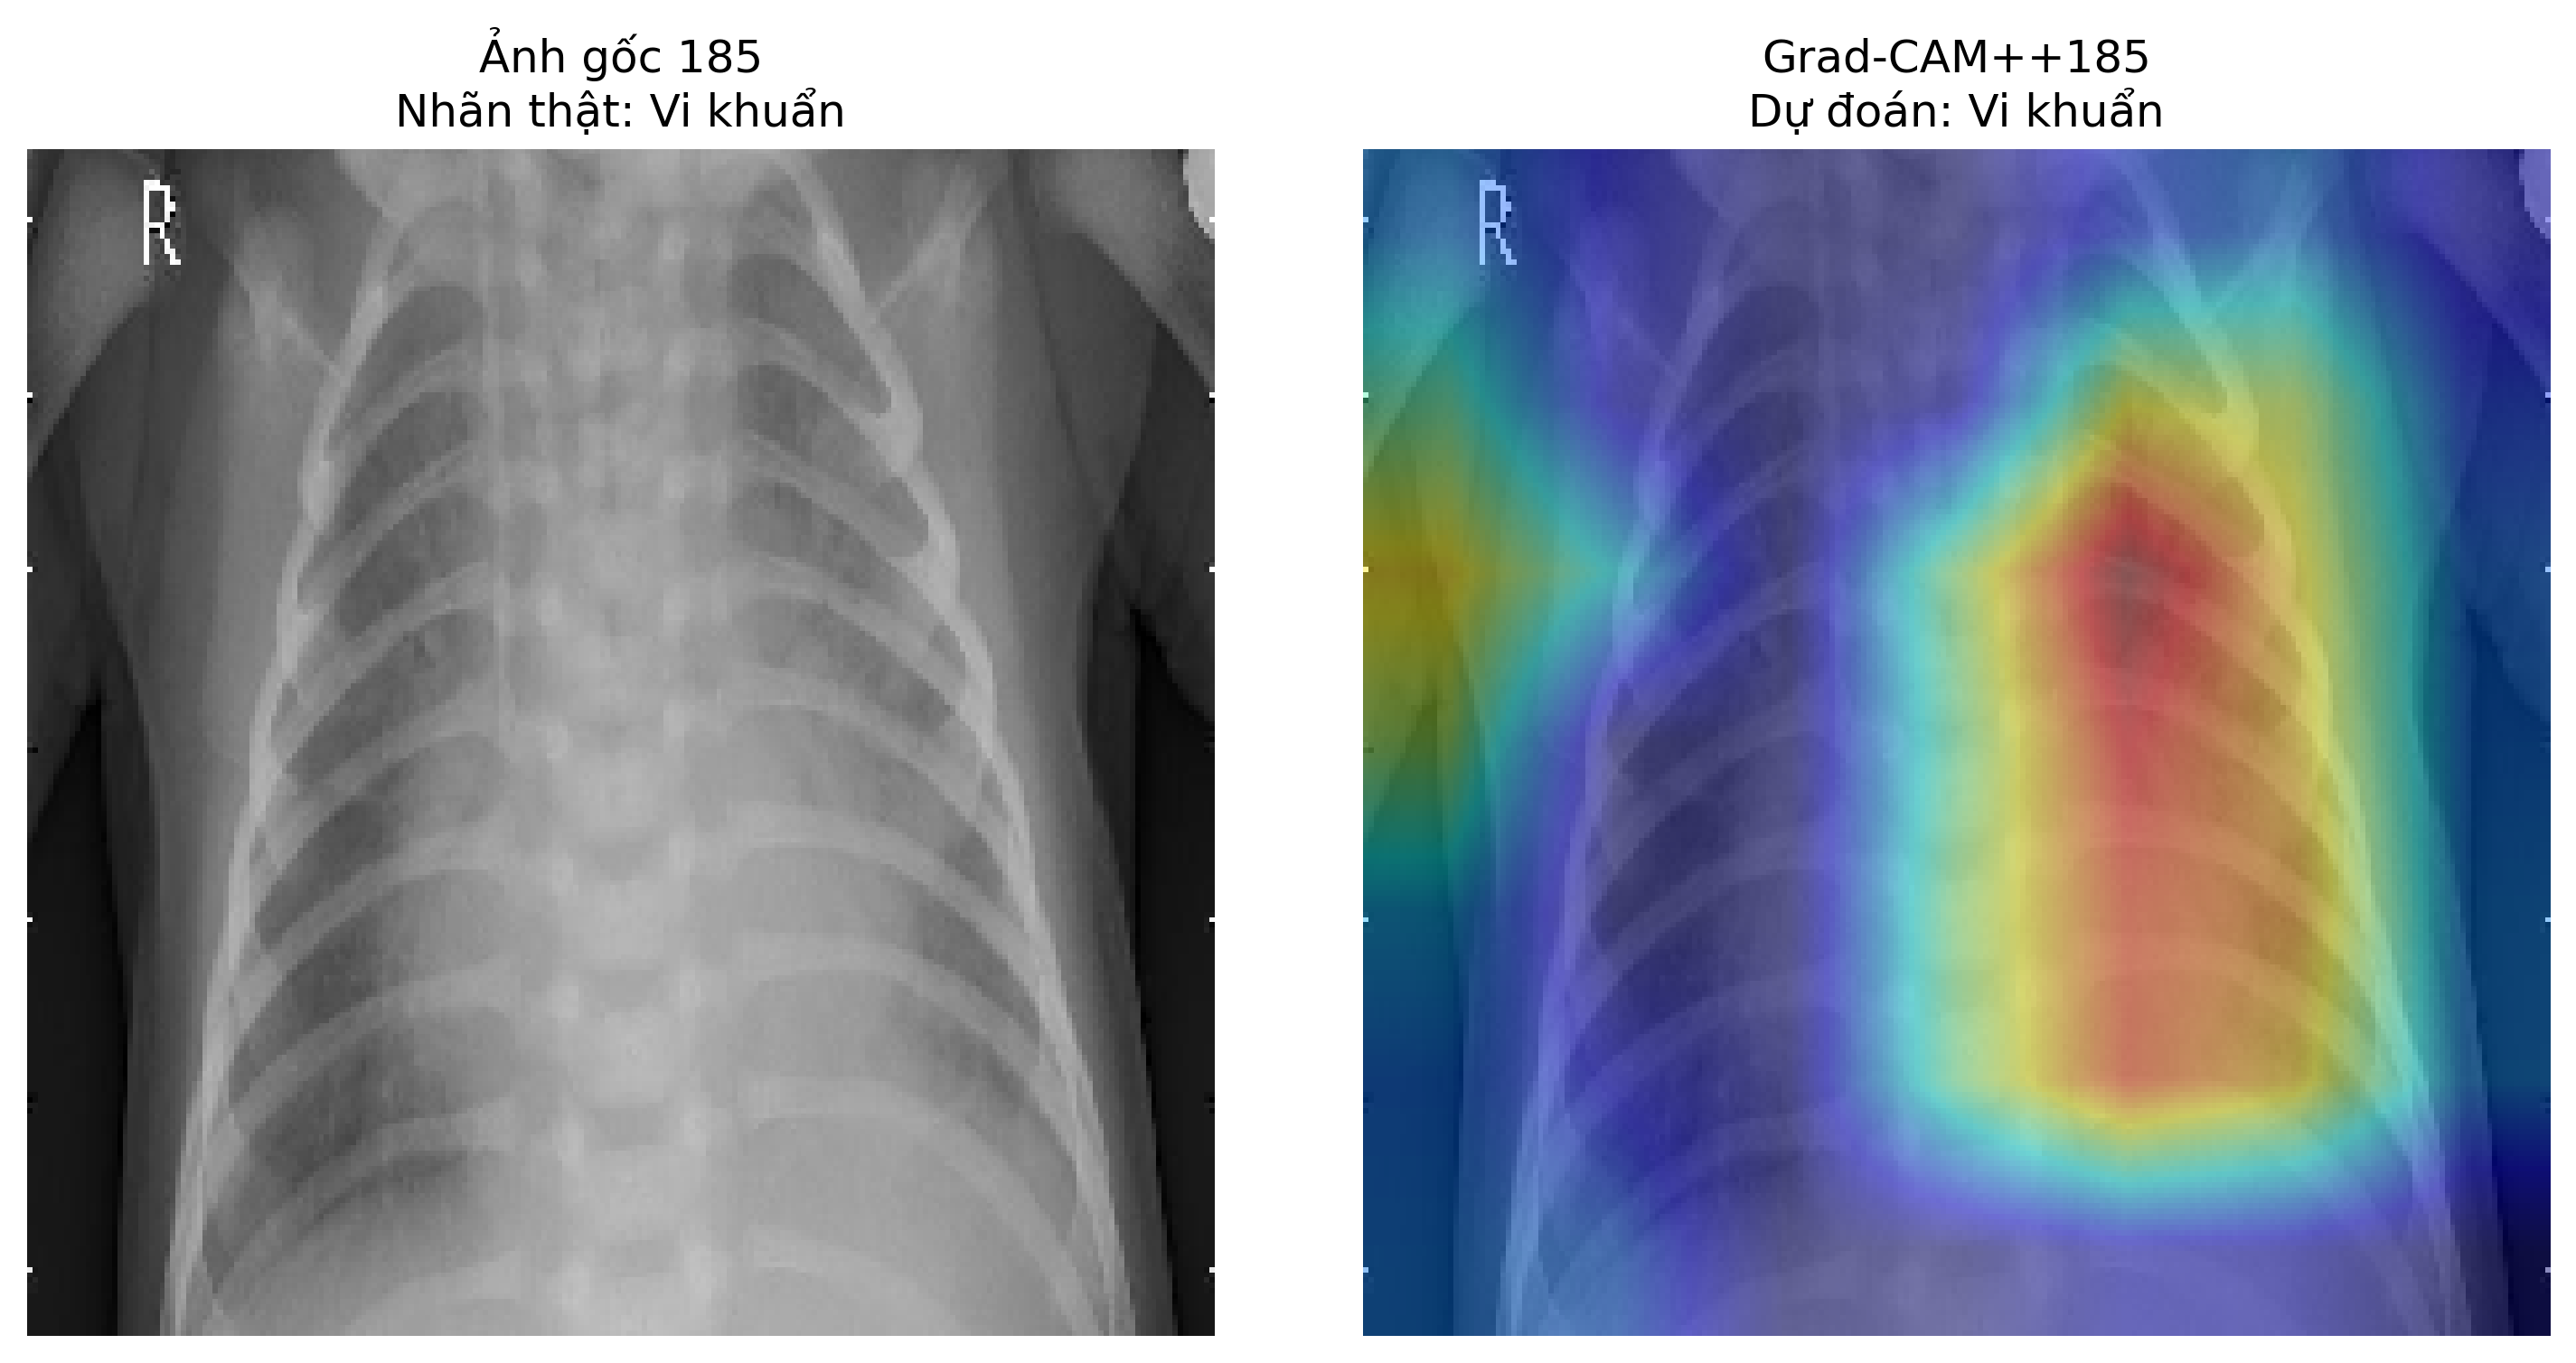 Ảnh gốc 185
Nhãn thật: Vi khuẩn
Grad-CAM++185
Dự đoán: Vi khuẩn
R
R